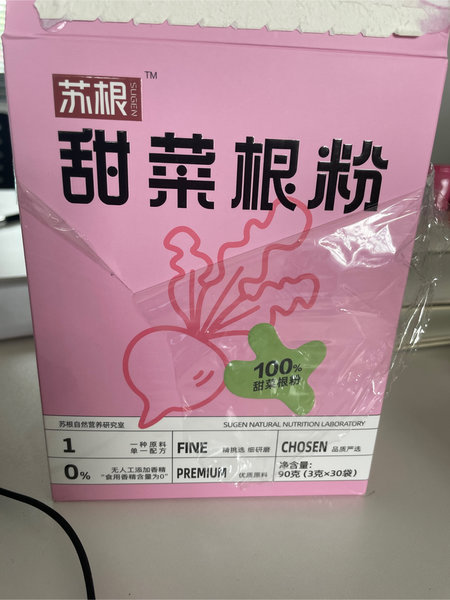 苏根 SUGEN ™
甜菜根粉
100%
甜菜根粉
苏根自然营养研究室 SUGEN NATURAL NUTRITION LABORATORY
1 一种原料 单一配方
FINE 精挑选 细研磨
CHOSEN 品质严选
0% 无人工添加香精 “食用香精含量为0”
PREMIUM 优质原料
净含量:
90克 (3克×30袋)